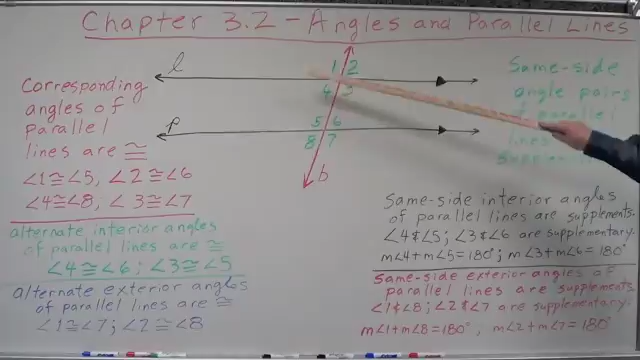 Chapter 3.2 - Angles and Parallel Lines
l
1 2
4 3
p
5 6
8 7
b
Corresponding
angles of
parallel
lines are ≅
∠1≅∠5, ∠2≅∠6
∠4≅∠8, ∠3≅∠7
alternate interior angles
of parallel lines are ≅
∠4≅∠6; ∠3≅∠5
alternate exterior angles
of parallel lines are ≅
∠1≅∠7; ∠2≅∠8
Same-side
angle pairs
of parallel
lines
Same-side interior angles
of parallel lines are supplements.
∠4&∠5; ∠3&∠6 are supplementary.
m∠4+m∠5=180°; m∠3+m∠6=180°
Same-side exterior angles of
parallel lines are supplements
∠1&∠8; ∠2&∠7 are supplementary.
m∠1+m∠8=180°, m∠2+m∠7=180°